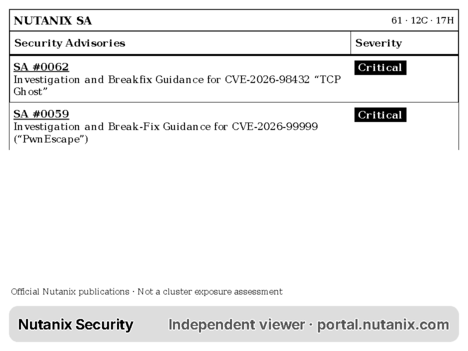 NUTANIX SA 61 · 12C · 17H
Security Advisories Severity
SA #0062 Critical
Investigation and Breakfix Guidance for CVE-2026-98432 “TCP
Ghost”
SA #0059 Critical
Investigation and Break-Fix Guidance for CVE-2026-99999
(“PwnEscape”)
Official Nutanix publications · Not a cluster exposure assessment
Nutanix Security Independent viewer · portal.nutanix.com